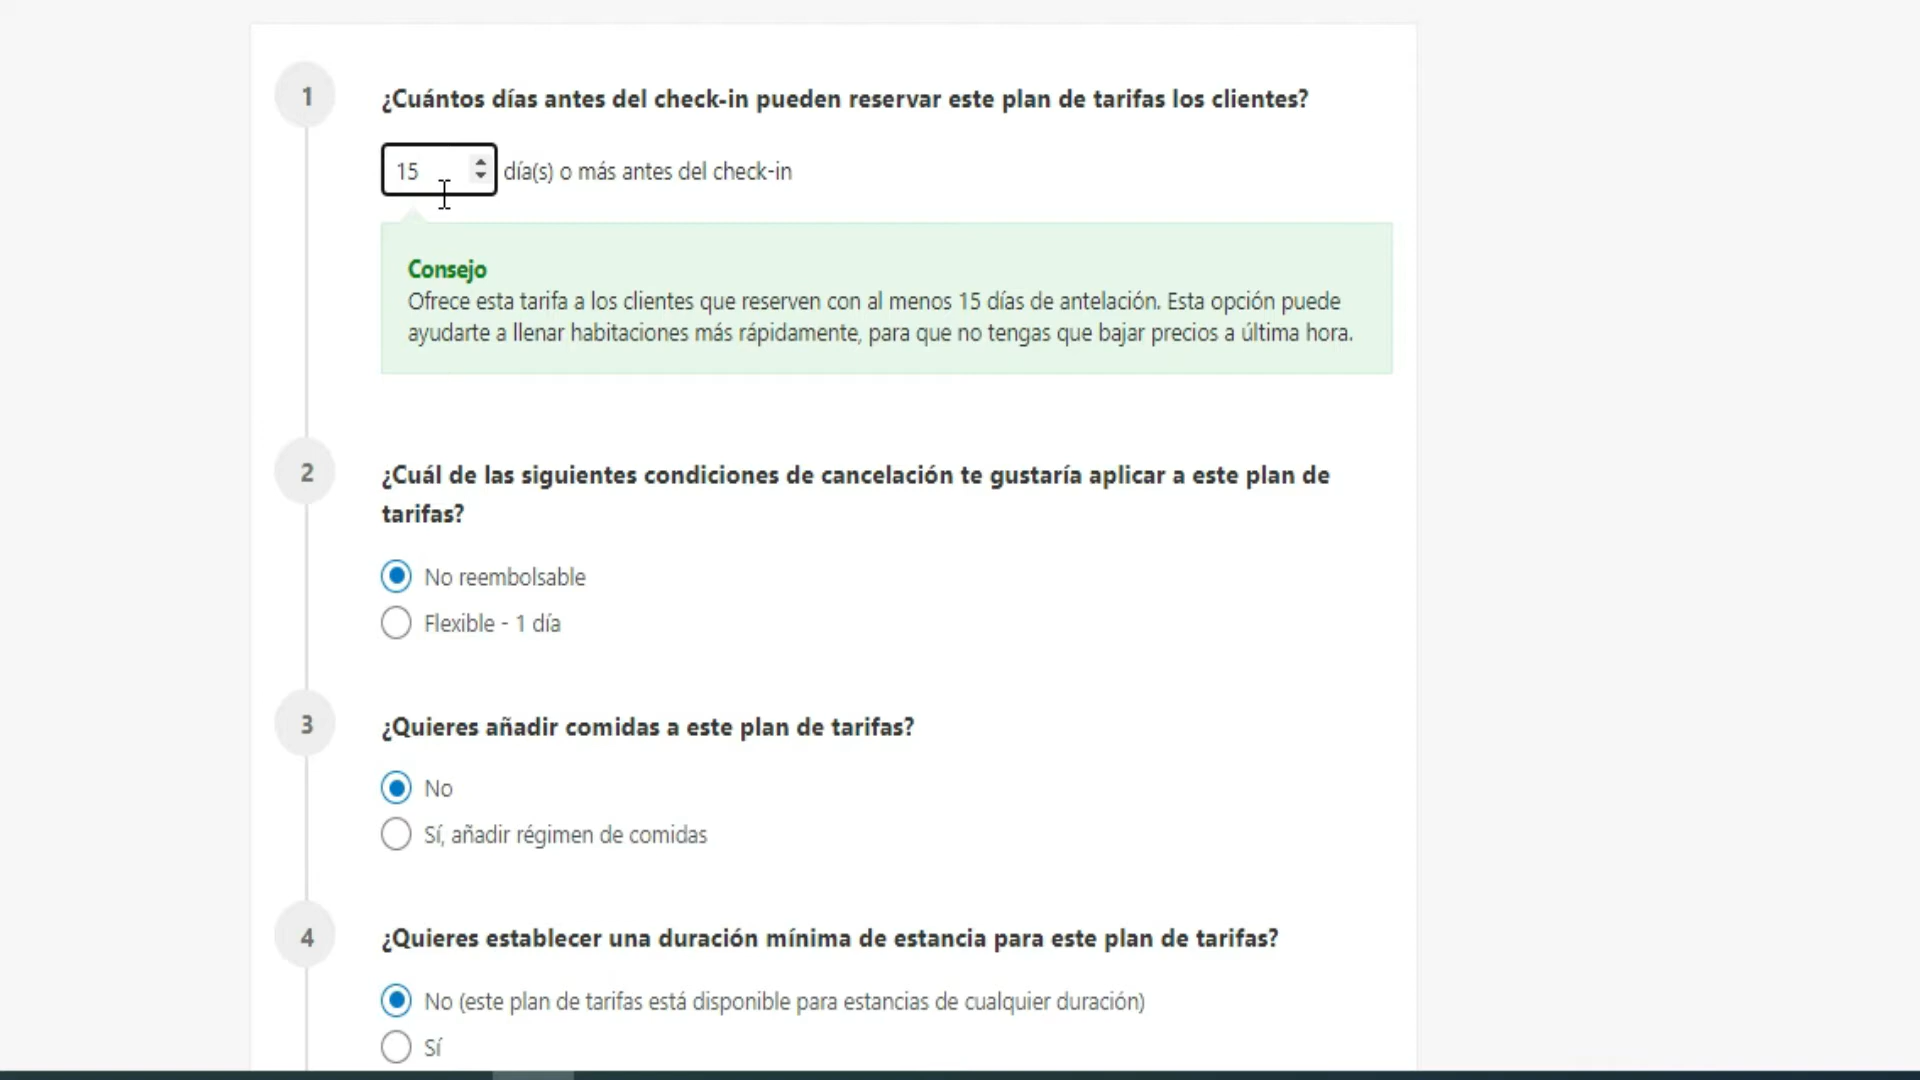 1
¿Cuántos días antes del check-in pueden reservar este plan de tarifas los clientes?
15 día(s) o más antes del check-in
Consejo
Ofrece esta tarifa a los clientes que reserven con al menos 15 días de antelación. Esta opción puede
ayudarte a llenar habitaciones más rápidamente, para que no tengas que bajar precios a última hora.
2
¿Cuál de las siguientes condiciones de cancelación te gustaría aplicar a este plan de
tarifas?
No reembolsable
Flexible - 1 día
3
¿Quieres añadir comidas a este plan de tarifas?
No
Sí, añadir régimen de comidas
4
¿Quieres establecer una duración mínima de estancia para este plan de tarifas?
No (este plan de tarifas está disponible para estancias de cualquier duración)
Sí